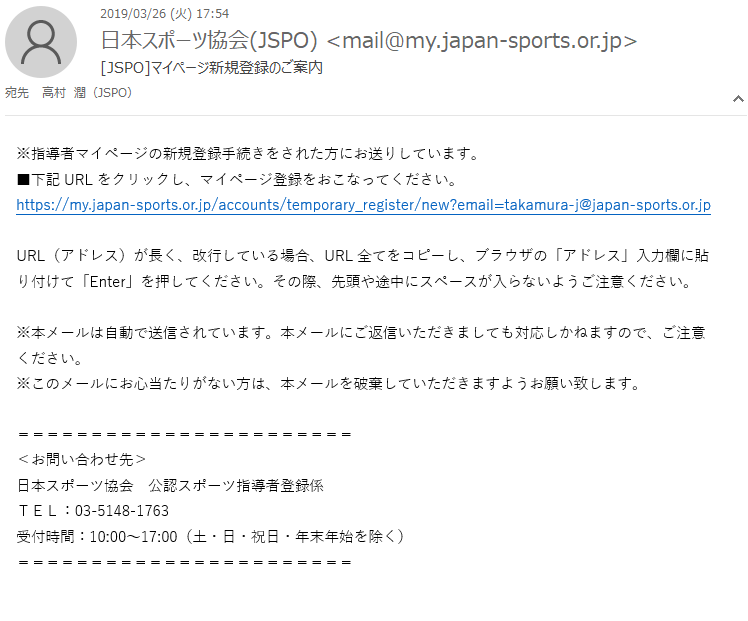 2019/03/26 (火) 17:54
日本スポーツ協会(JSPO) <mail@my.japan-sports.or.jp>
[JSPO]マイページ新規登録のご案内
宛先　高村 潤（JSPO）
※指導者マイページの新規登録手続きをされた方にお送りしています。
■下記 URL をクリックし、マイページ登録をおこなってください。
https://my.japan-sports.or.jp/accounts/temporary_register/new?email=takamura-j@japan-sports.or.jp
URL（アドレス）が長く、改行している場合、URL 全てをコピーし、ブラウザの「アドレス」入力欄に貼
り付けて「Enter」を押してください。その際、先頭や途中にスペースが入らないようご注意ください。
※本メールは自動で送信されています。本メールにご返信いただきましても対応しかねますので、ご注意
ください。
※このメールにお心当たりがない方は、本メールを破棄していただきますようお願い致します。
＝＝＝＝＝＝＝＝＝＝＝＝＝＝＝＝＝＝＝＝＝＝＝
＜お問い合わせ先＞
日本スポーツ協会　公認スポーツ指導者登録係
ＴＥＬ：03-5148-1763
受付時間：10:00～17:00（土・日・祝日・年末年始を除く）
＝＝＝＝＝＝＝＝＝＝＝＝＝＝＝＝＝＝＝＝＝＝＝